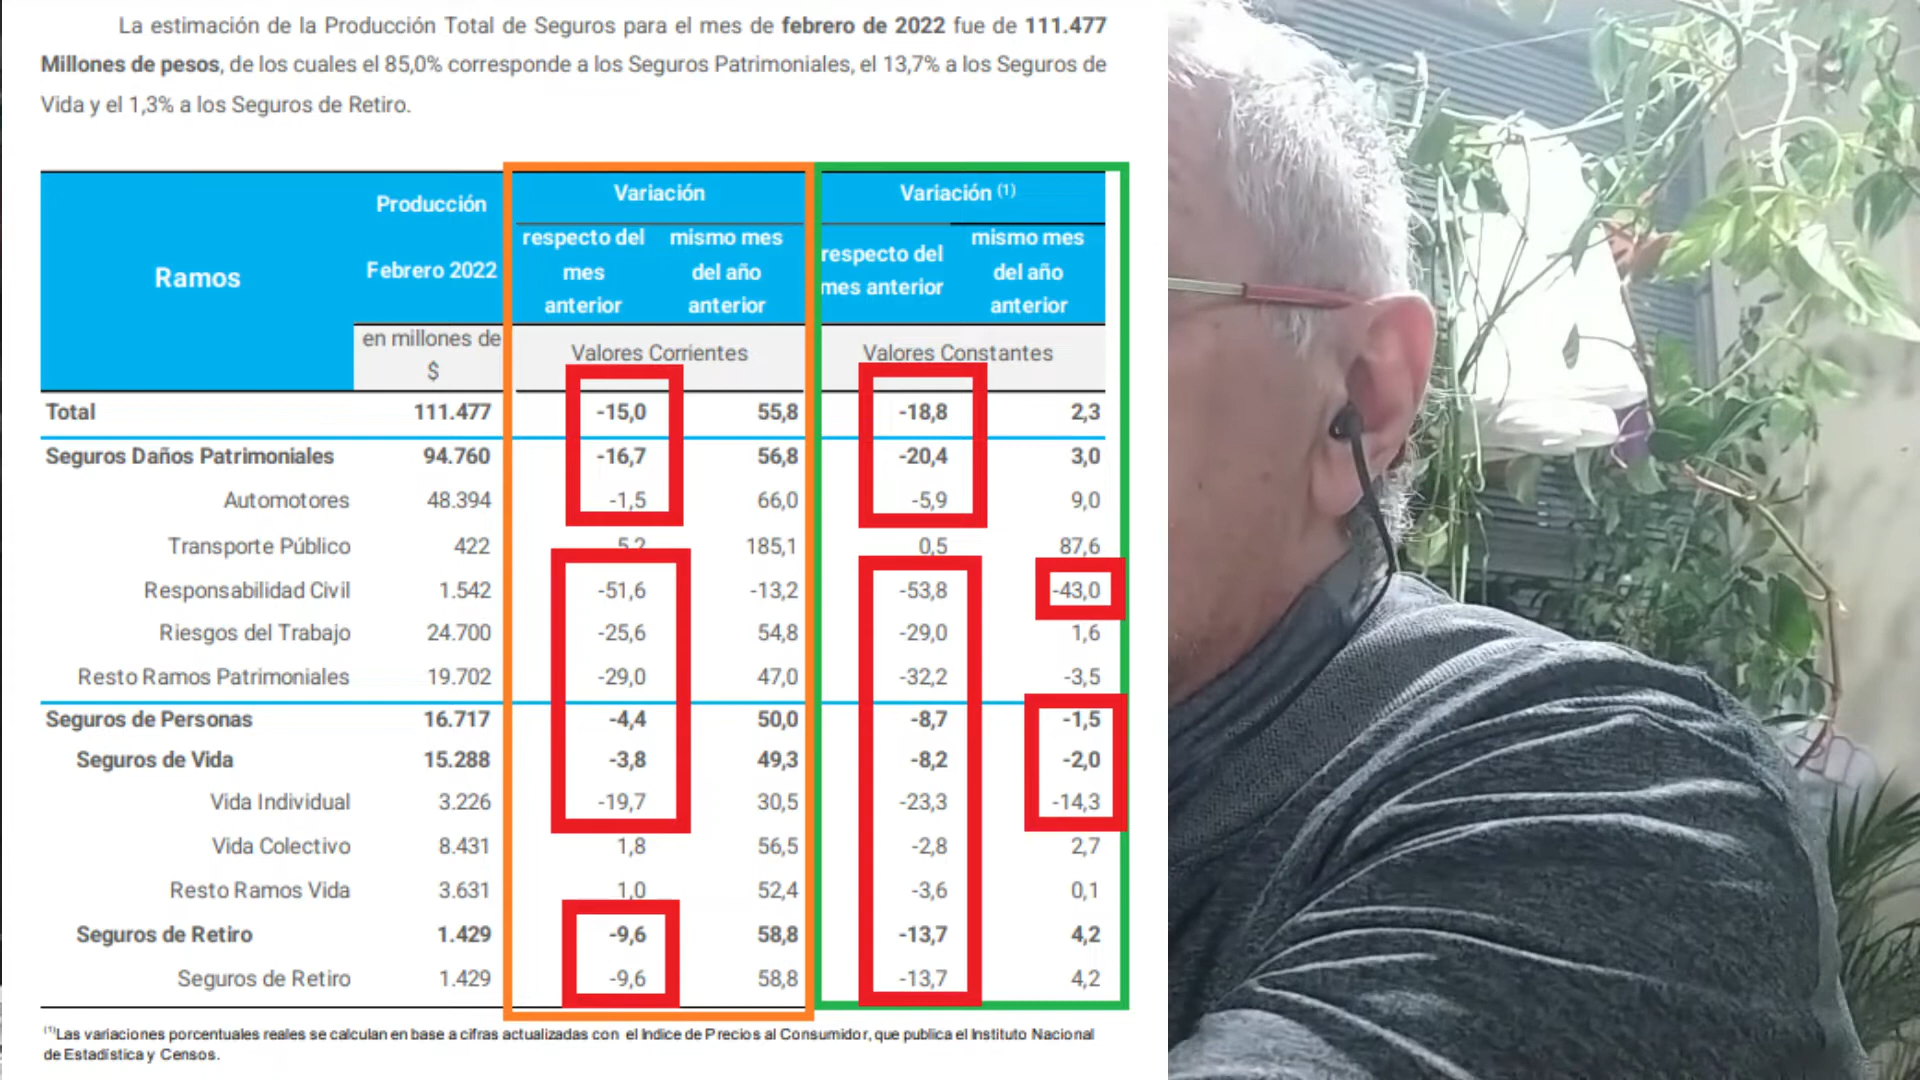 La estimación de la Producción Total de Seguros para el mes de febrero de 2022 fue de 111.477
Millones de pesos, de los cuales el 85,0% corresponde a los Seguros Patrimoniales, el 13,7% a los Seguros de
Vida y el 1,3% a los Seguros de Retiro.
Ramos
Producción
Febrero 2022
en millones de
$
Variación
respecto del
mes
anterior
mismo mes
del año
anterior
Valores Corrientes
Variación (1)
respecto del
mes anterior
mismo mes
del año
anterior
Valores Constantes
Total 111.477 -15,0 55,8 -18,8 2,3
Seguros Daños Patrimoniales 94.760 -16,7 56,8 -20,4 3,0
Automotores 48.394 -1,5 66,0 -5,9 9,0
Transporte Público 422 5,2 185,1 0,5 87,6
Responsabilidad Civil 1.542 -51,6 -13,2 -53,8 -43,0
Riesgos del Trabajo 24.700 -25,6 54,8 -29,0 1,6
Resto Ramos Patrimoniales 19.702 -29,0 47,0 -32,2 -3,5
Seguros de Personas 16.717 -4,4 50,0 -8,7 -1,5
Seguros de Vida 15.288 -3,8 49,3 -8,2 -2,0
Vida Individual 3.226 -19,7 30,5 -23,3 -14,3
Vida Colectivo 8.431 1,8 56,5 -2,8 2,7
Resto Ramos Vida 3.631 1,0 52,4 -3,6 0,1
Seguros de Retiro 1.429 -9,6 58,8 -13,7 4,2
Seguros de Retiro 1.429 -9,6 58,8 -13,7 4,2
(1)Las variaciones porcentuales reales se calculan en base a cifras actualizadas con el Indice de Precios al Consumidor, que publica el Instituto Nacional
de Estadística y Censos.